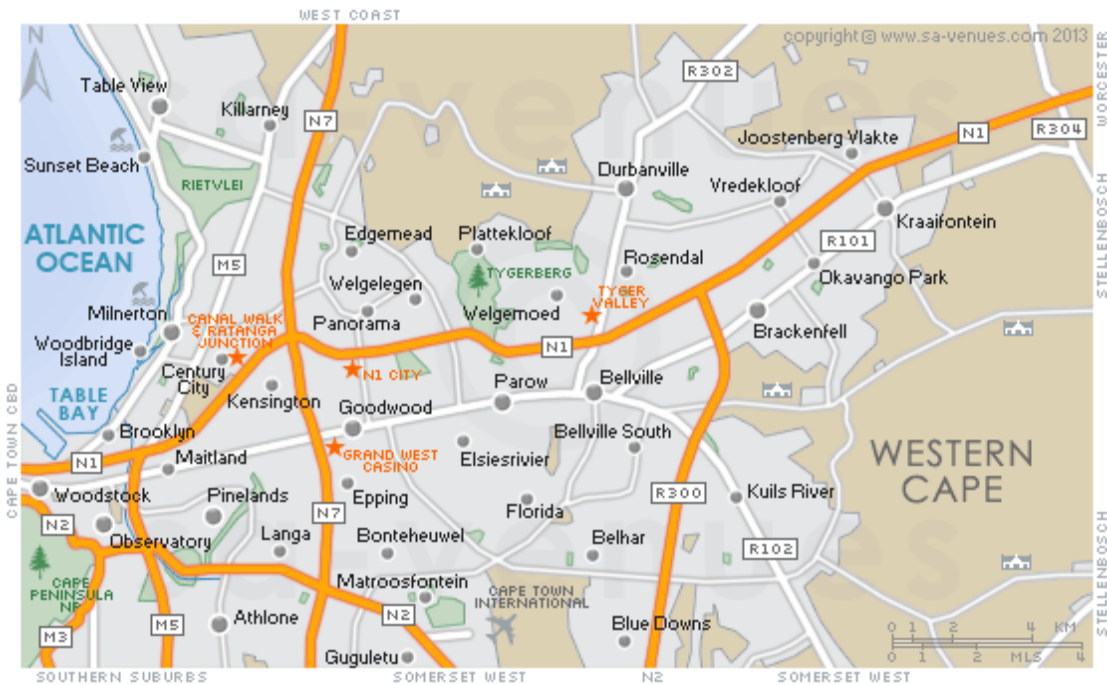 WEST COAST
copyright © www.sa-venues.com 2013
N
R302
Table View
Killarney
N7
N1
R304
WORCESTER
Joostenberg Vlakte
Sunset Beach
Durbanville
RIETVLEI
Vredekloof
STELLENBOSCH
Kraaifontein
ATLANTIC
OCEAN
Edgemead
Plattekloof
R101
M5
TYGERBERG
Rosendal
Okavango Park
Welgelegen
TYGER
VALLEY
Milnerton
CANAL WALK
& RATANGA
JUNCTION
Panorama
Welgemoed
Brackenfell
Woodbridge
Island
N1
Century
City
N1 CITY
Kensington
Parow
Bellville
TABLE
BAY
Goodwood
Brooklyn
Bellville South
CAPE TOWN CBD
N1
Maitland
GRAND WEST
CASINO
Elsiesrivier
WESTERN
CAPE
Woodstock
Pinelands
Epping
R300
Kuils River
N2
N7
Florida
Observatory
Langa
Bonteheuwel
Belhar
R102
STELLENBOSCH
CAPE
PENINSULA
NP
Matroosfontein
CAPE TOWN
INTERNATIONAL
N2
M3
M5
Athlone
Blue Downs
0 1 2 4 KM
Guguletu
0 1 2 MLS 4
SOUTHERN SUBURBS
SOMERSET WEST
N2
SOMERSET WEST
sa-venues
sa-venues